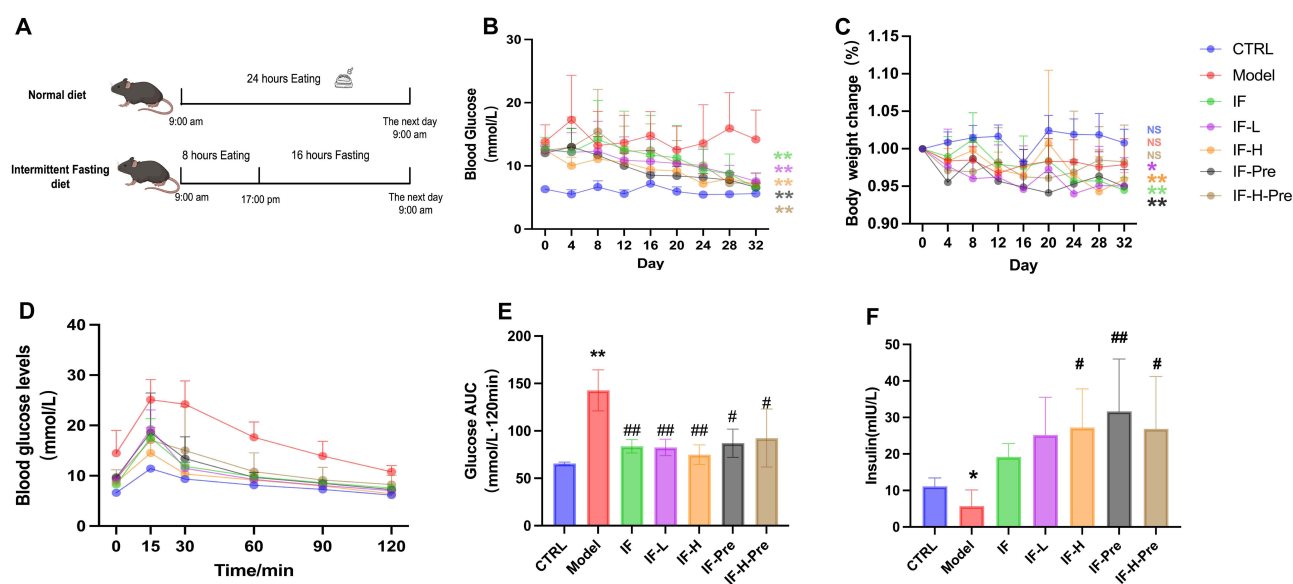 A
Normal diet
24 hours Eating
9:00 am
The next day
9:00 am
Intermittent Fasting
diet
8 hours Eating
16 hours Fasting
9:00 am
17:00 pm
The next day
9:00 am
B
Blood Glucose
(mmol/L)
30
20
10
0
0 4 8 12 16 20 24 28 32
Day
**
**
**
**
**
C
Body weight change (%)
1.15
1.10
1.05
1.00
0.95
0.90
0 4 8 12 16 20 24 28 32
Day
NS
NS
NS
*
**
**
**
CTRL
Model
IF
IF-L
IF-H
IF-Pre
IF-H-Pre
D
Blood glucose levels
(mmol/L)
40
30
20
10
0
0 15 30 60 90 120
Time/min
E
Glucose AUC
(mmol/L·120min)
200
150
100
50
0
** ## ## ## # #
CTRL Model IF IF-L IF-H IF-Pre IF-H-Pre
F
Insulin(mIU/L)
50
40
30
20
10
0
* # ## #
CTRL Model IF IF-L IF-H IF-Pre IF-H-Pre